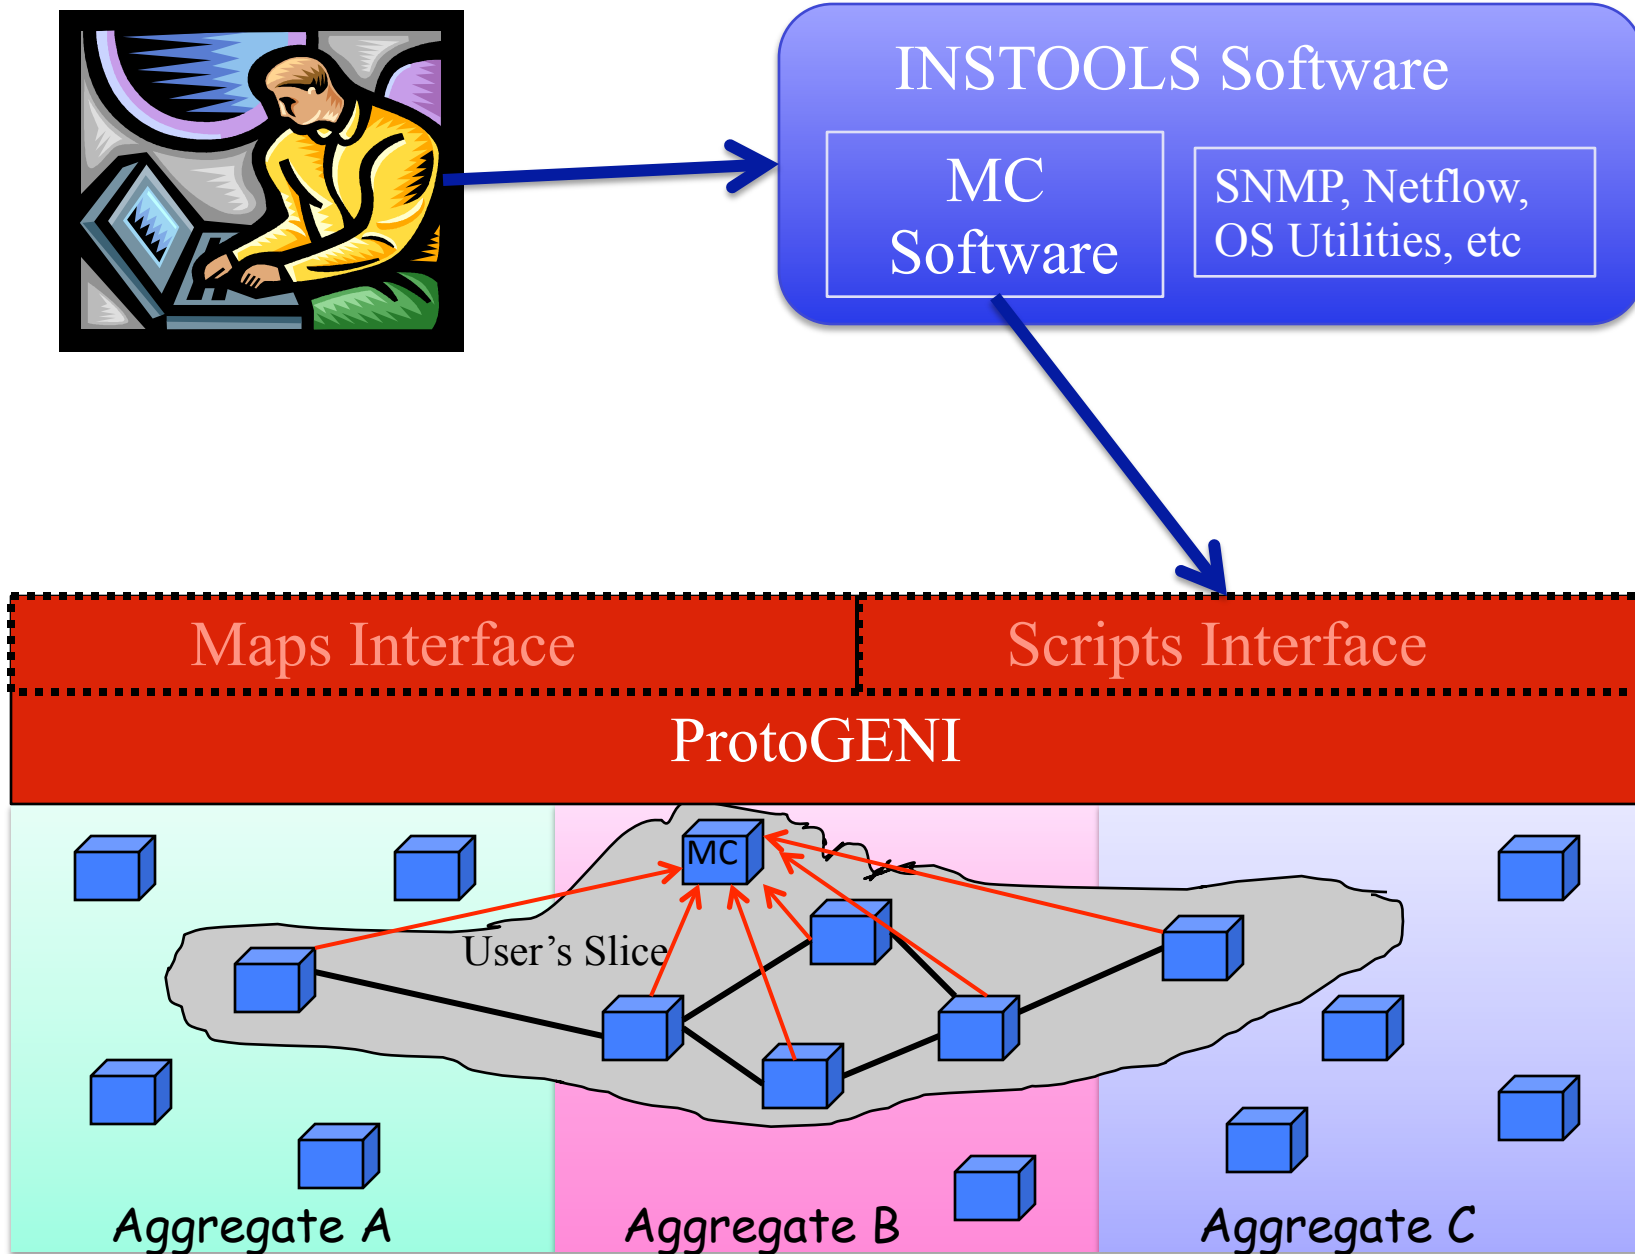 INSTOOLS Software
MC
Software
SNMP, Netflow,
OS Utilities, etc
Maps Interface
Scripts Interface
ProtoGENI
MC
User’s Slice
Aggregate A
Aggregate B
Aggregate C